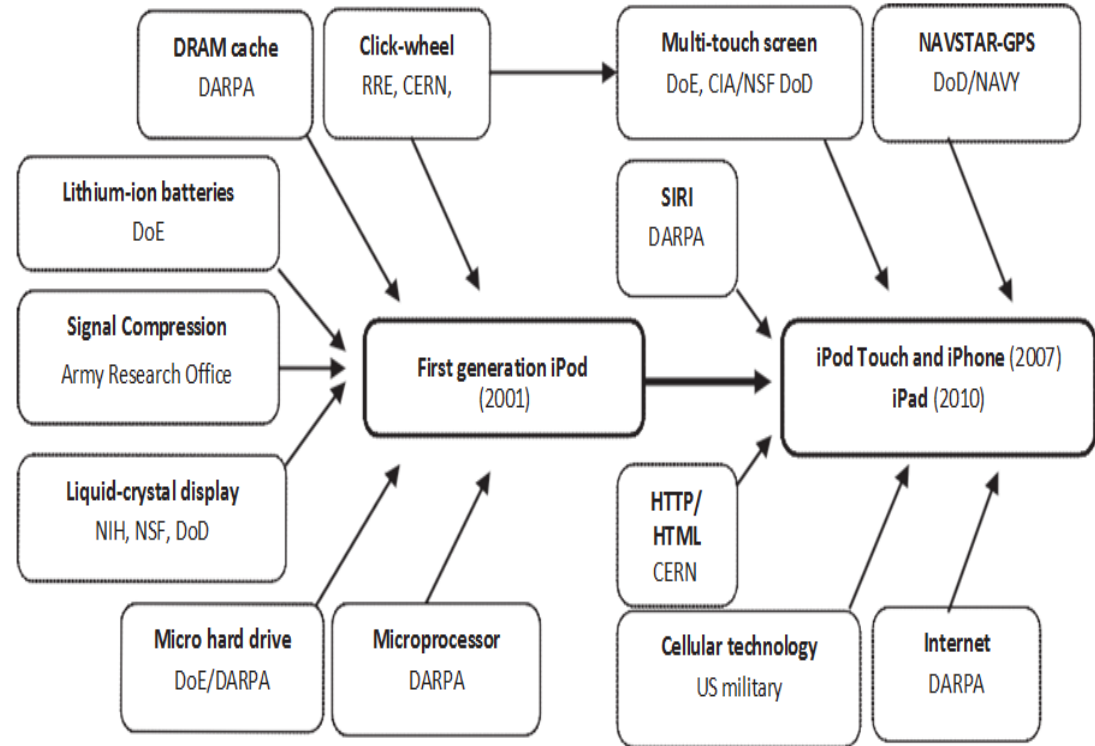 DRAM cache
DARPA
Click-wheel
RRE, CERN,
Multi-touch screen
DoE, CIA/NSF DoD
NAVSTAR-GPS
DoD/NAVY
Lithium-ion batteries
DoE
SIRI
DARPA
Signal Compression
Army Research Office
First generation iPod
(2001)
iPod Touch and iPhone (2007)
iPad (2010)
Liquid-crystal display
NIH, NSF, DoD
HTTP/
HTML
CERN
Micro hard drive
DoE/DARPA
Microprocessor
DARPA
Cellular technology
US military
Internet
DARPA